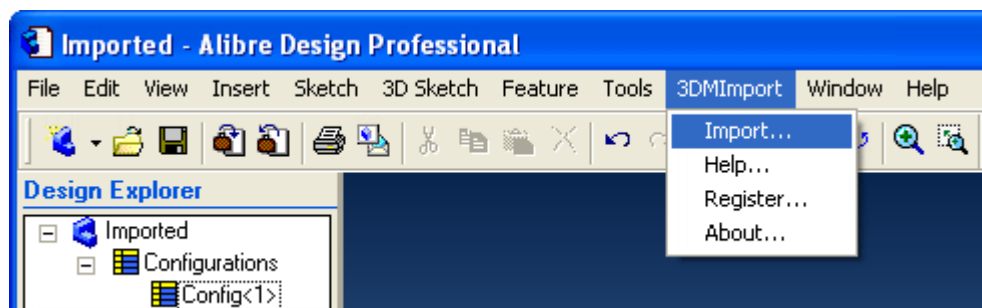 Imported - Alibre Design Professional
File Edit View Insert Sketch 3D Sketch Feature Tools 3DMImport Window Help
Import...
Help...
Register...
About...
Design Explorer
Imported
Configurations
Config<1>